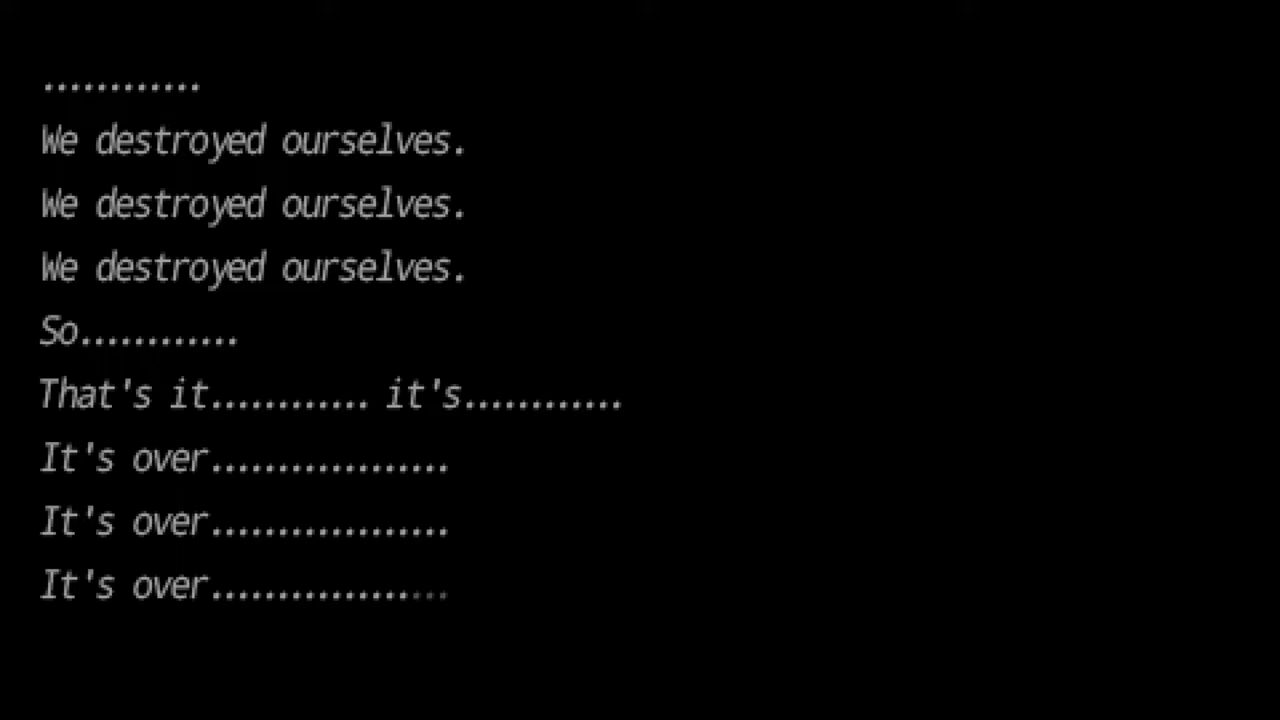 ............
We destroyed ourselves.
We destroyed ourselves.
We destroyed ourselves.
So............
That's it............ it's............
It's over..................
It's over..................
It's over..................